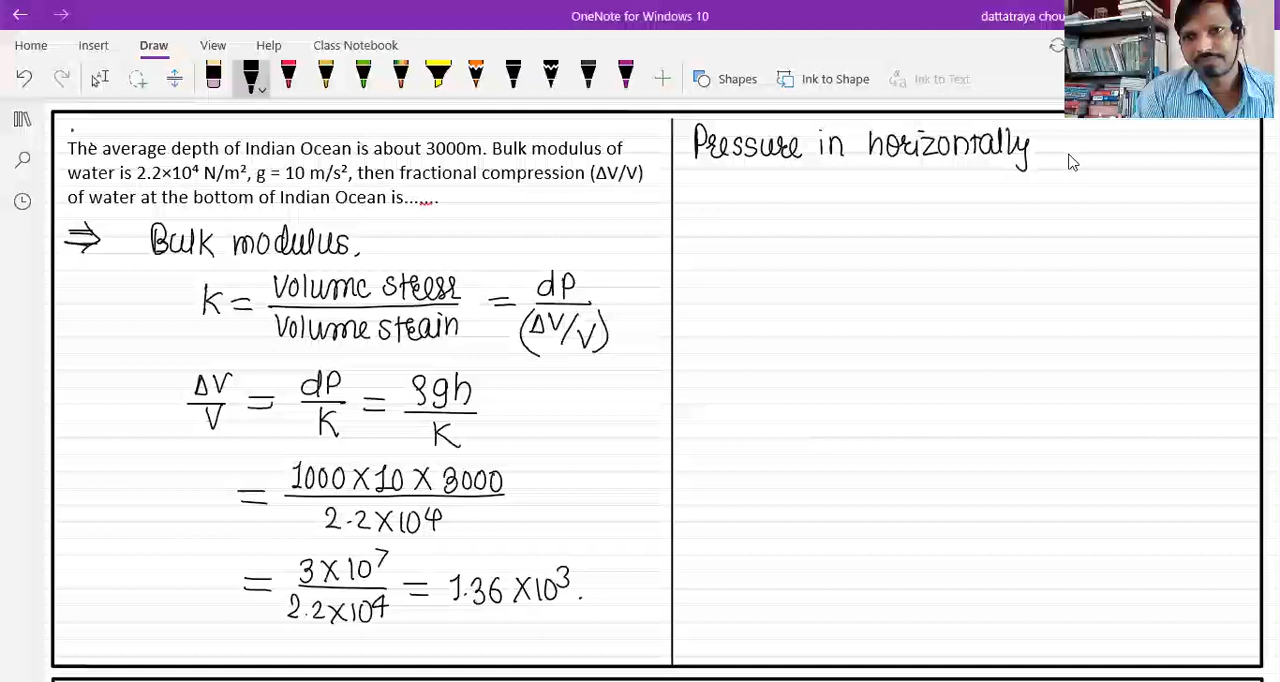 OneNote for Windows 10
dattatraya chou
Home Insert Draw View Help Class Notebook
Shapes Ink to Shape Ink to Text
The average depth of Indian Ocean is about 3000m. Bulk modulus of
water is 2.2×10⁴ N/m², g = 10 m/s², then fractional compression (ΔV/V)
of water at the bottom of Indian Ocean is.......
⇒ Bulk modulus,
K = Volume stress / Volume strain = dP / (ΔV/V)
ΔV/V = dP/K = ρgh/K
= 1000 × 10 × 3000 / 2.2 × 10⁴
= 3 × 10⁷ / 2.2 × 10⁴ = 1.36 × 10³.
Pressure in horizontally